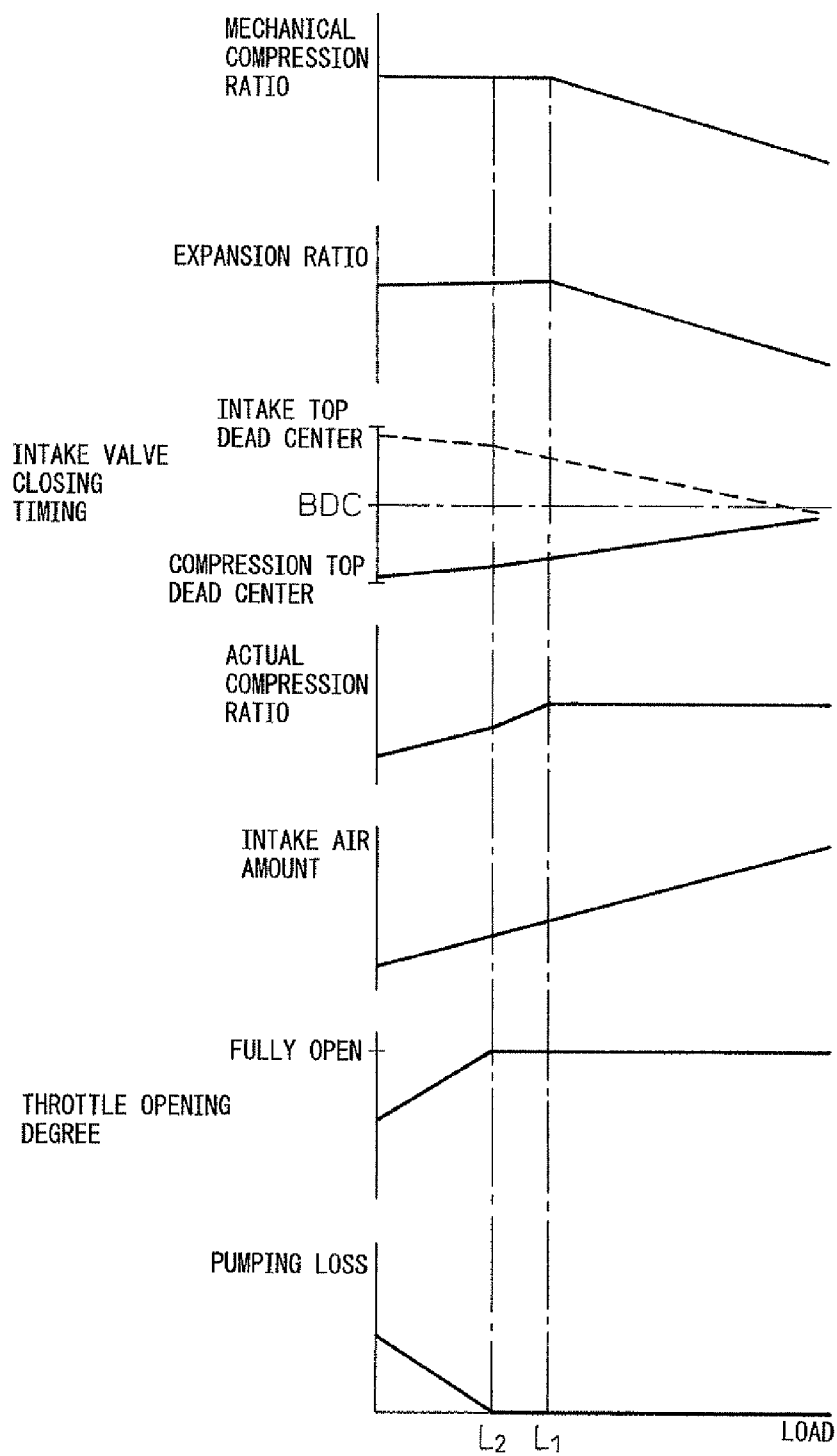 MECHANICAL
COMPRESSION
RATIO
EXPANSION RATIO
INTAKE TOP
DEAD CENTER
INTAKE VALVE
CLOSING
TIMING
BDC
COMPRESSION TOP
DEAD CENTER
ACTUAL
COMPRESSION
RATIO
INTAKE AIR
AMOUNT
FULLY OPEN
THROTTLE OPENING
DEGREE
PUMPING LOSS
L2 L1 LOAD